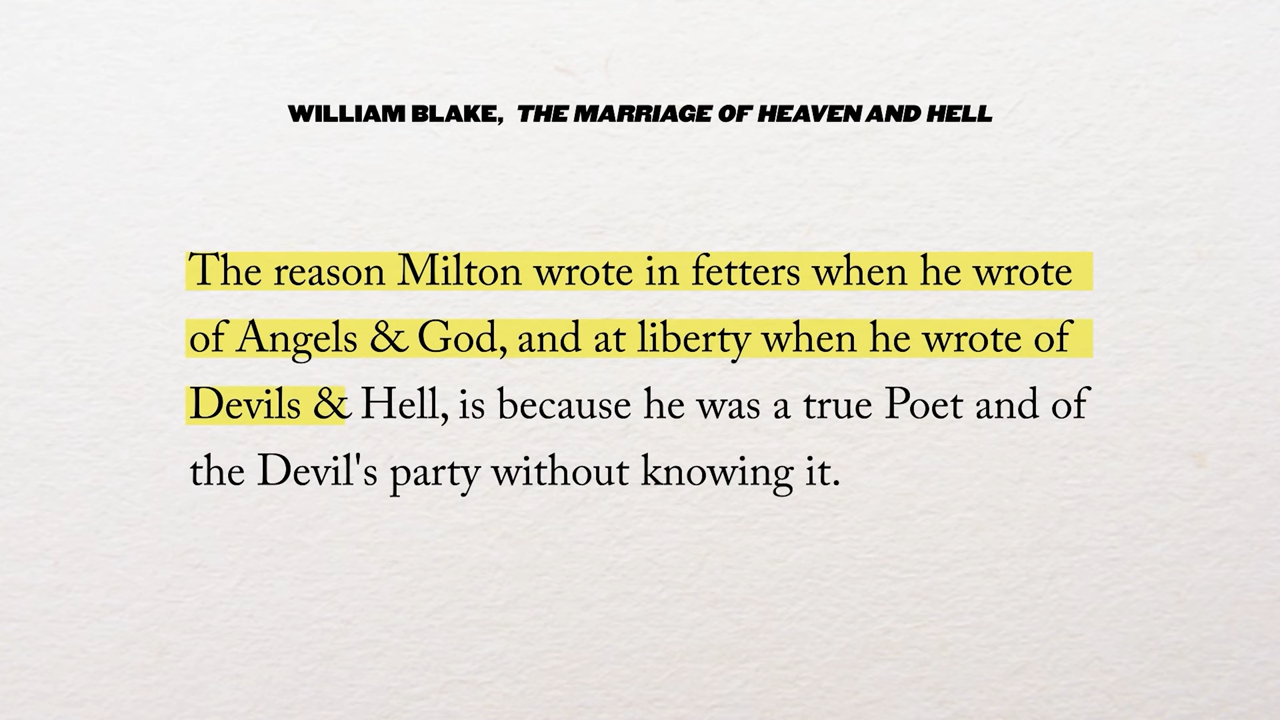 WILLIAM BLAKE, THE MARRIAGE OF HEAVEN AND HELL
The reason Milton wrote in fetters when he wrote
of Angels & God, and at liberty when he wrote of
Devils & Hell, is because he was a true Poet and of
the Devil's party without knowing it.